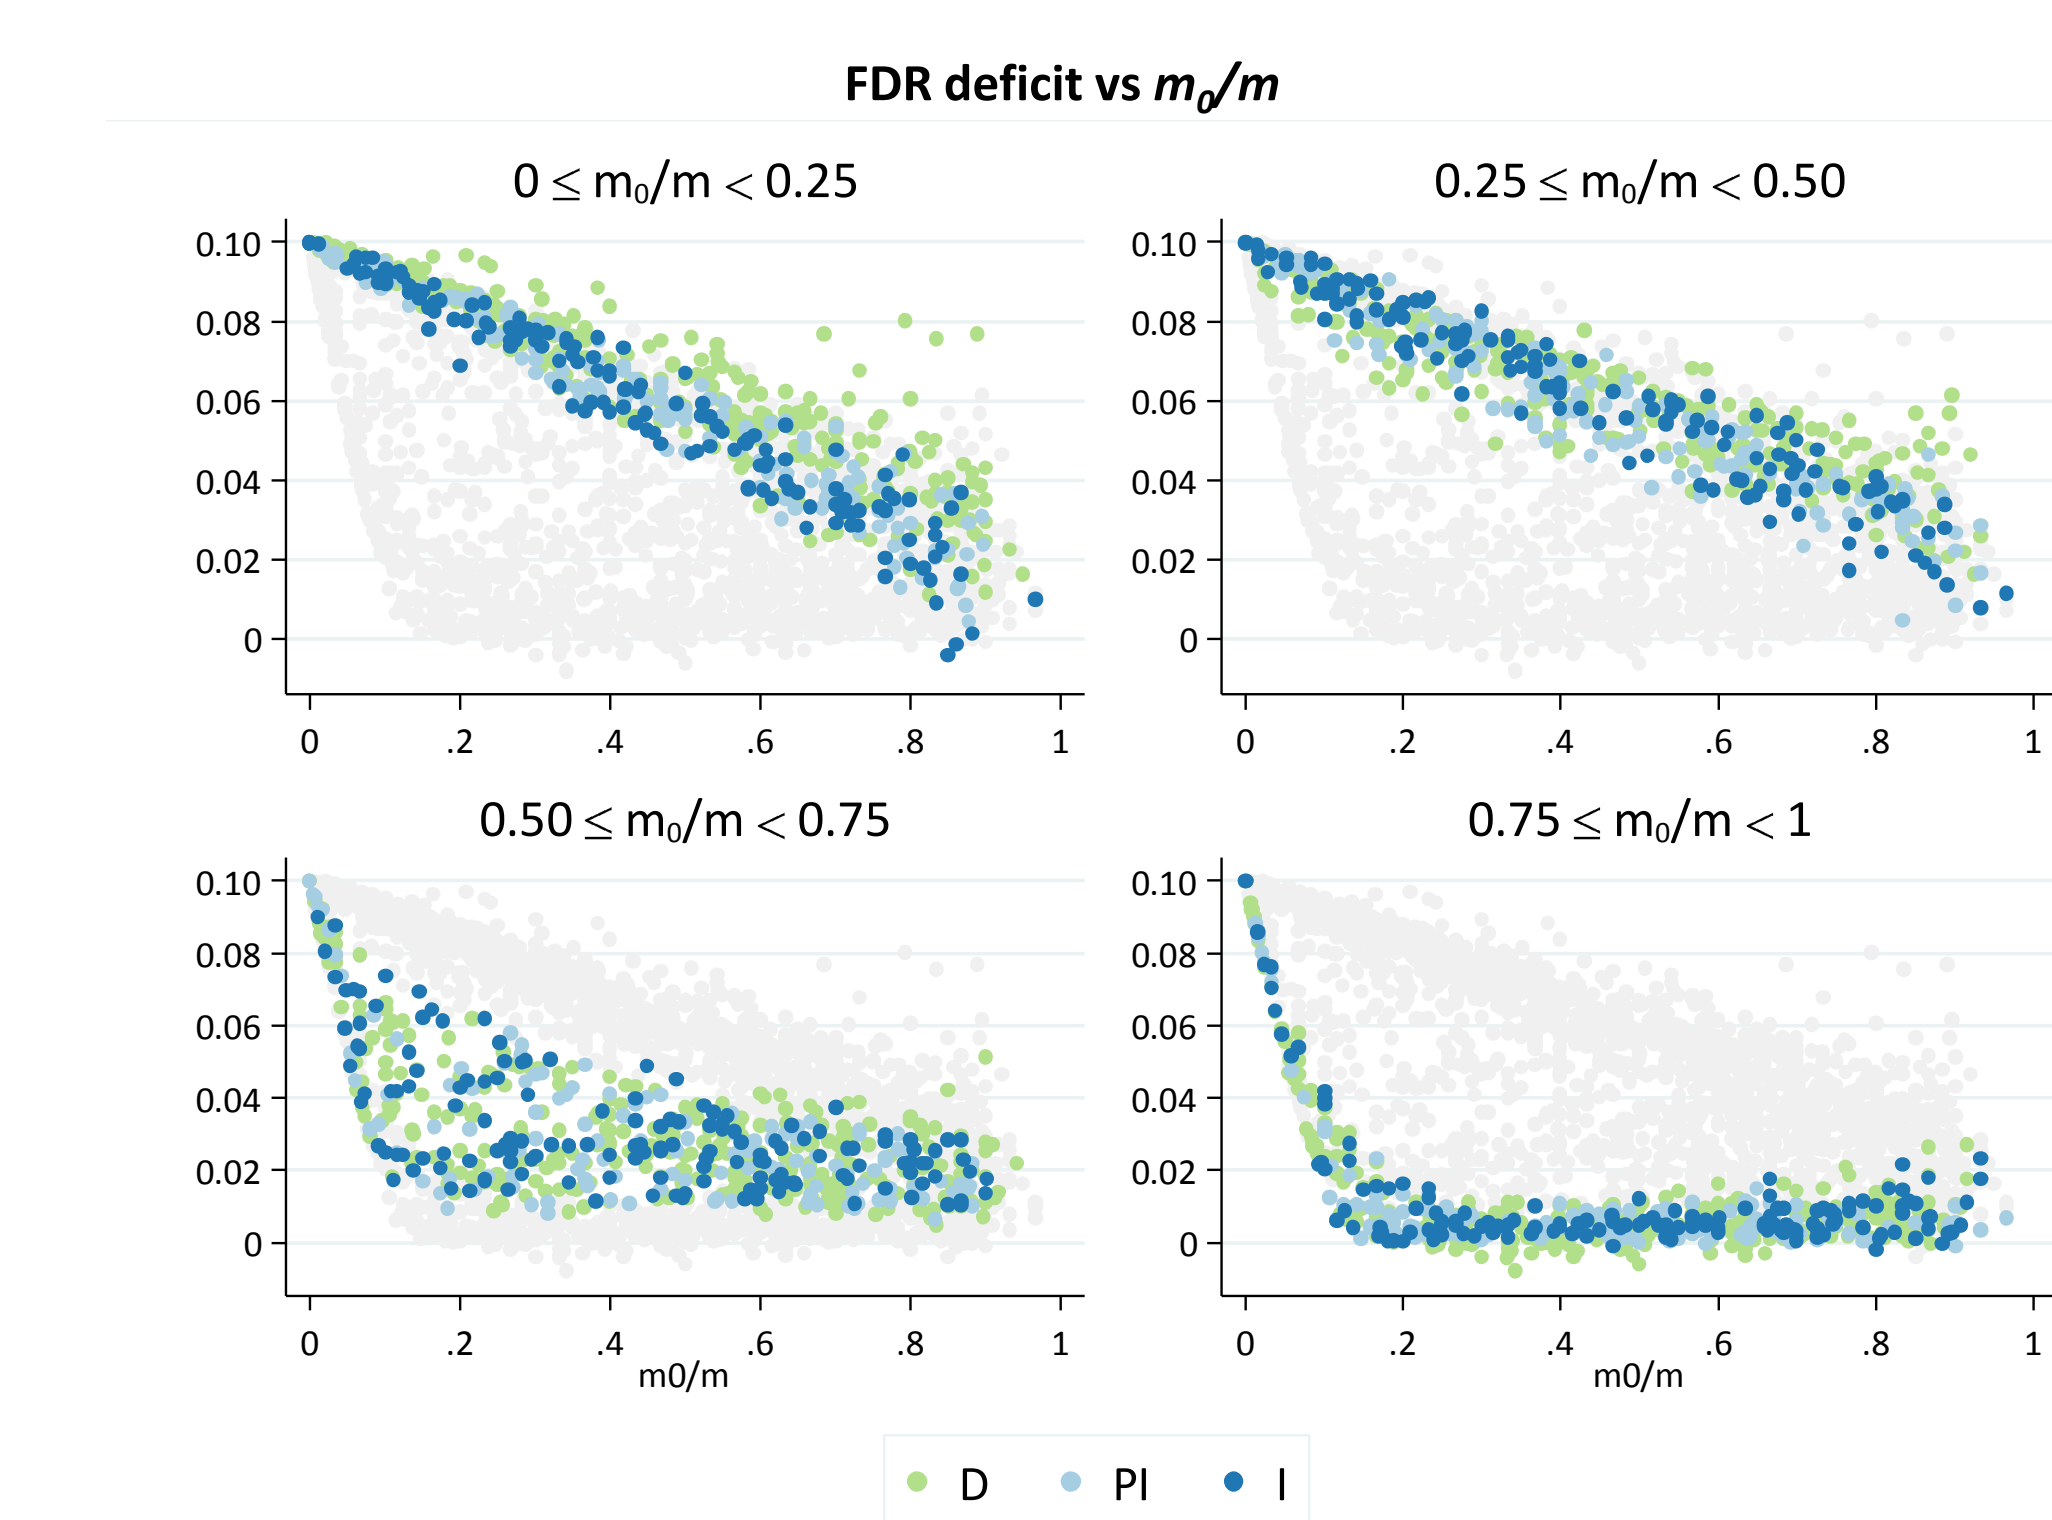 FDR deficit vs m₀/m
0 ≤ m₀/m < 0.25
0.25 ≤ m₀/m < 0.50
0.10
0.08
0.06
0.04
0.02
0
0 .2 .4 .6 .8 1
0.10
0.08
0.06
0.04
0.02
0
0 .2 .4 .6 .8 1
0.50 ≤ m₀/m < 0.75
0.75 ≤ m₀/m < 1
0.10
0.08
0.06
0.04
0.02
0
0 .2 .4 .6 .8 1
m0/m
0.10
0.08
0.06
0.04
0.02
0
0 .2 .4 .6 .8 1
m0/m
D PI I